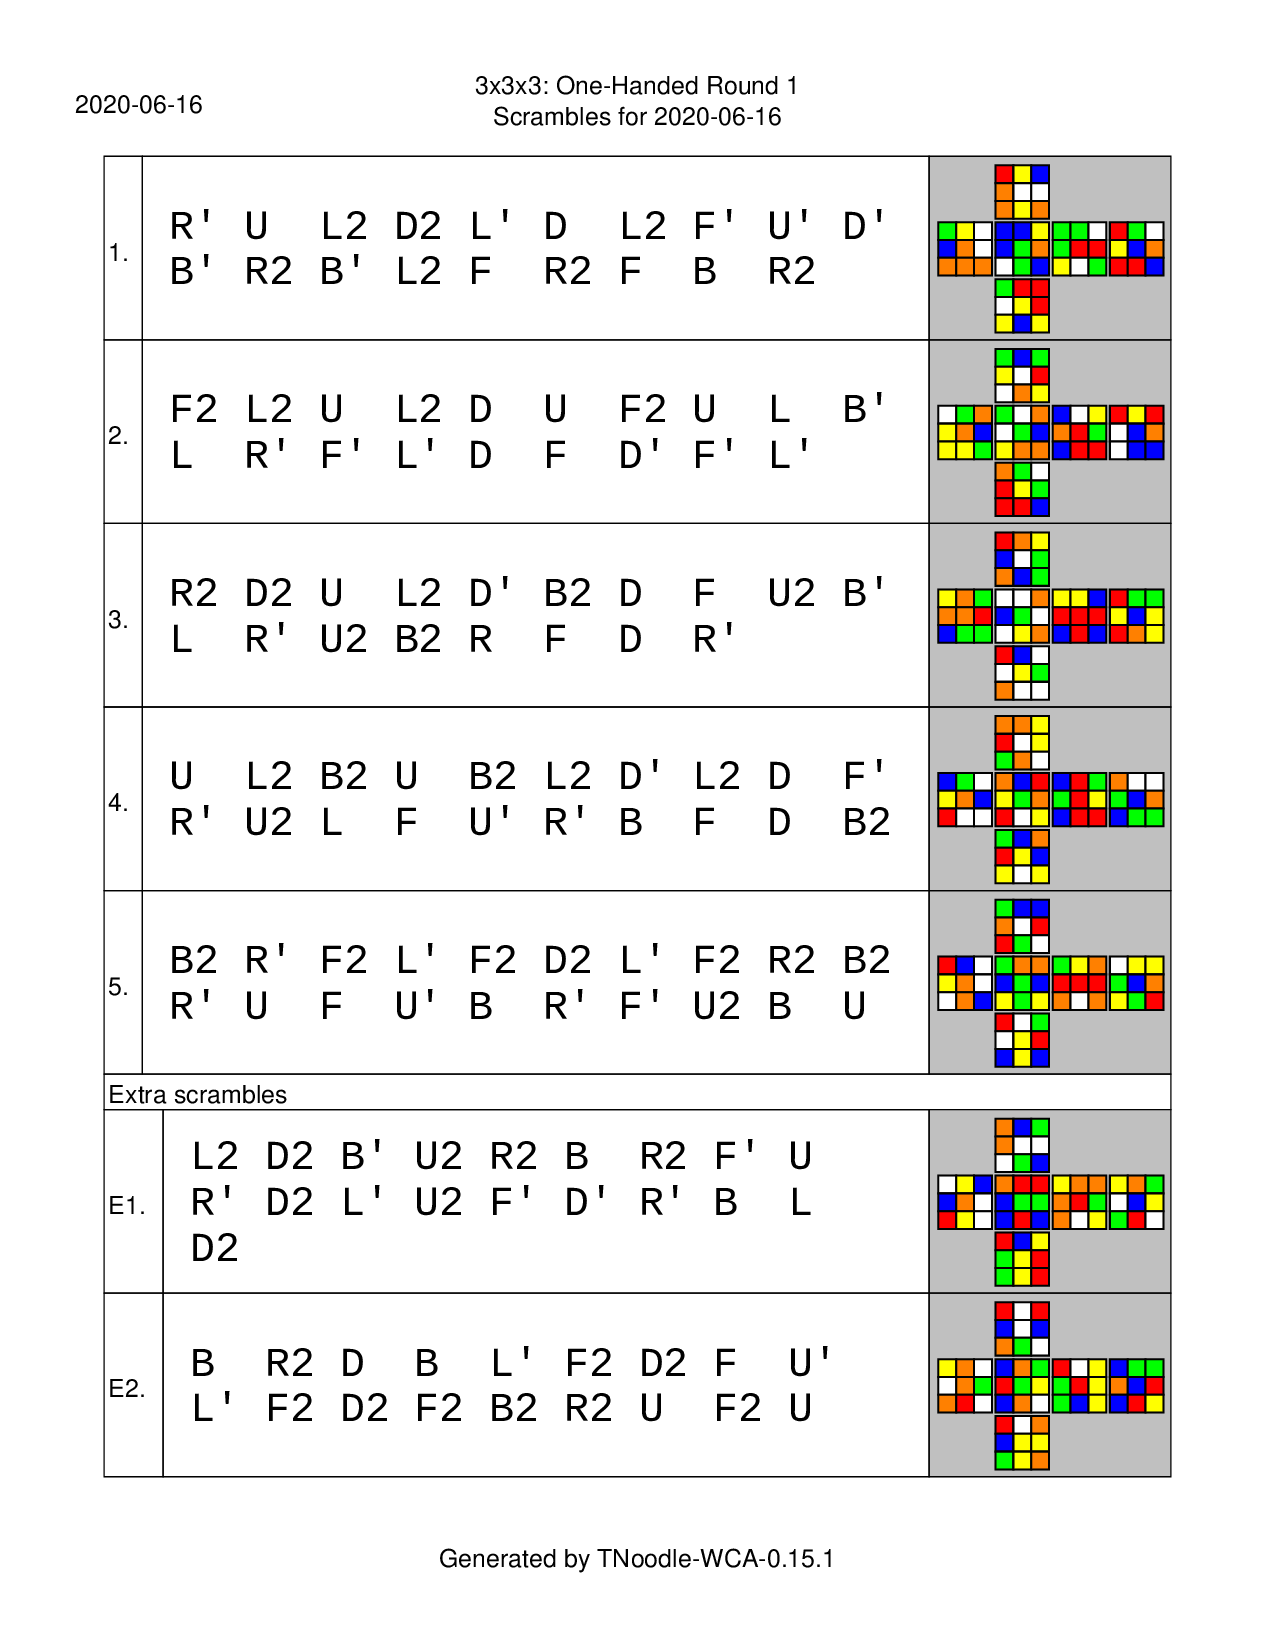 2020-06-16
3x3x3: One-Handed Round 1
Scrambles for 2020-06-16
1.
R' U L2 D2 L' D L2 F' U' D'
B' R2 B' L2 F R2 F B R2
2.
F2 L2 U L2 D U F2 U L B'
L R' F' L' D F D' F' L'
3.
R2 D2 U L2 D' B2 D F U2 B'
L R' U2 B2 R F D R'
4.
U L2 B2 U B2 L2 D' L2 D F'
R' U2 L F U' R' B F D B2
5.
B2 R' F2 L' F2 D2 L' F2 R2 B2
R' U F U' B R' F' U2 B U
Extra scrambles
E1.
L2 D2 B' U2 R2 B R2 F' U
R' D2 L' U2 F' D' R' B L
D2
E2.
B R2 D B L' F2 D2 F U'
L' F2 D2 F2 B2 R2 U F2 U
Generated by TNoodle-WCA-0.15.1